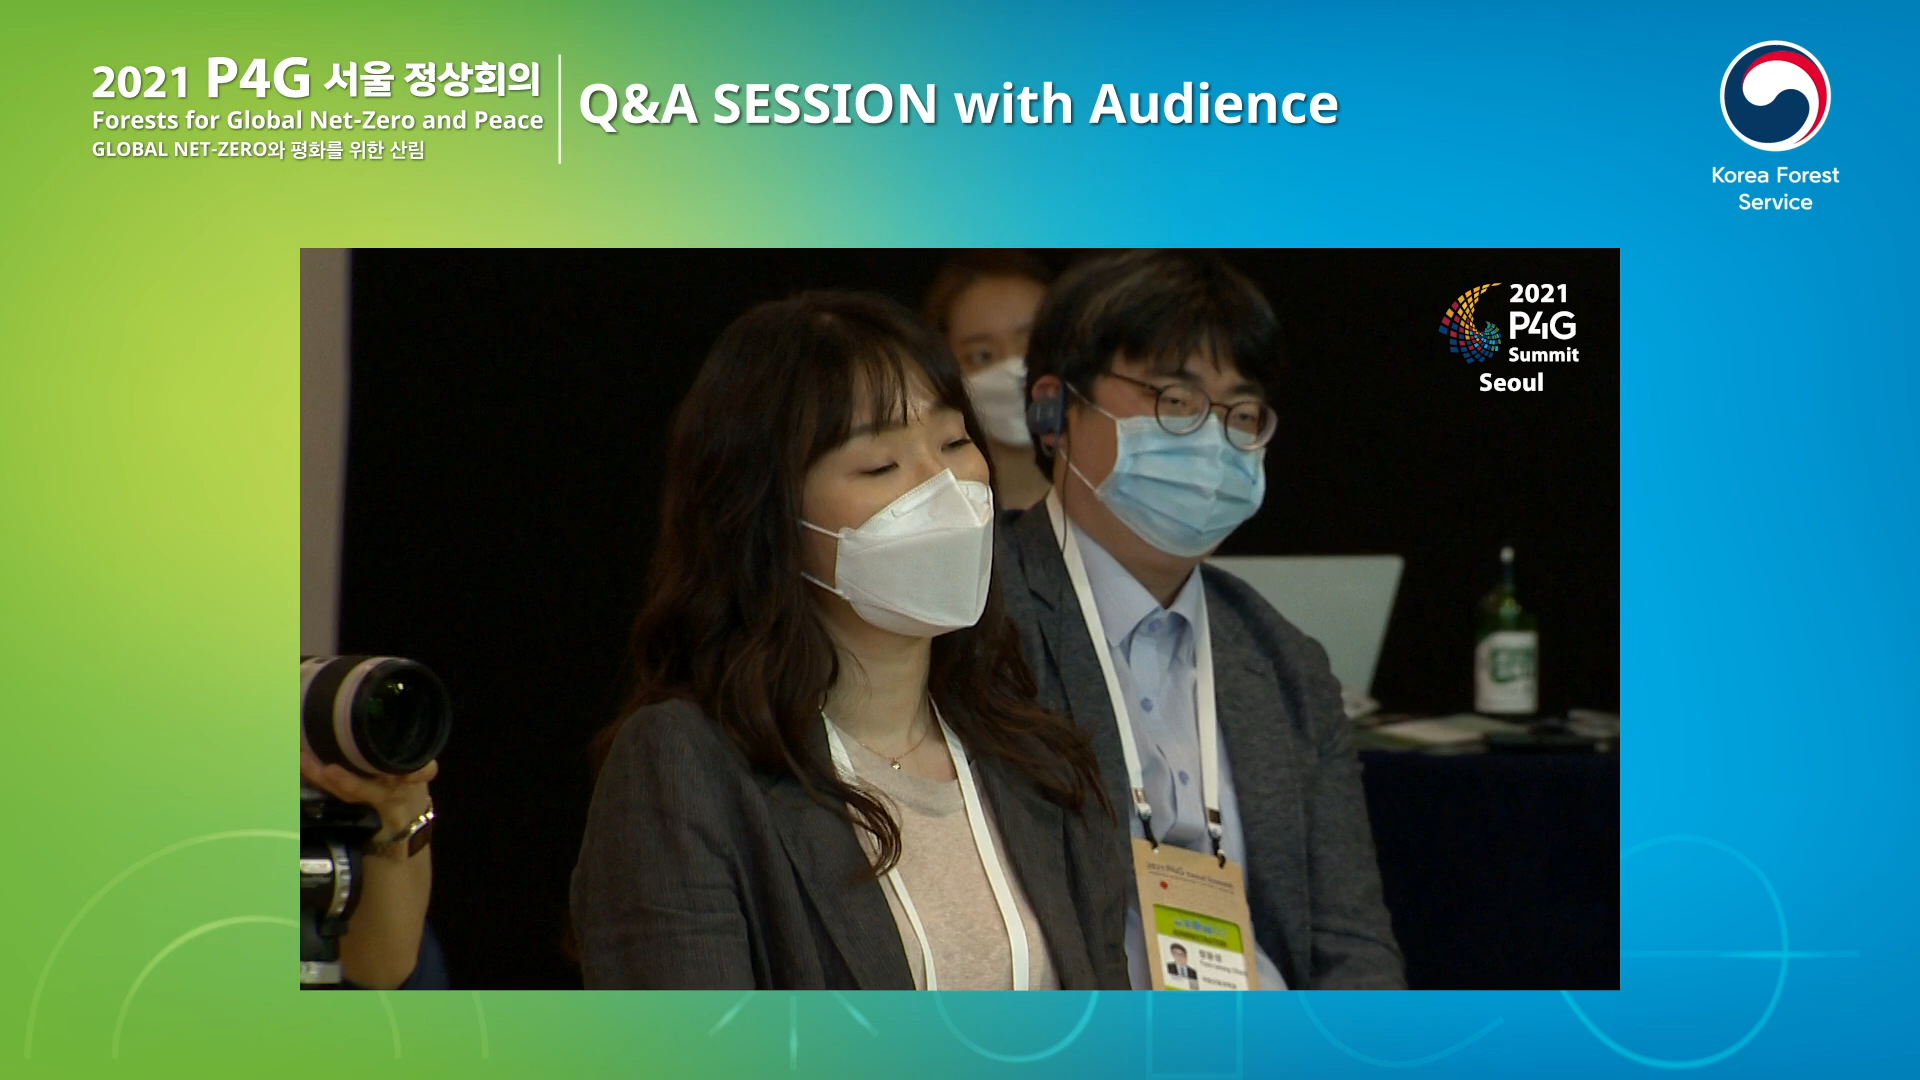 2021 P4G 서울 정상회의
Forests for Global Net-Zero and Peace
GLOBAL NET-ZERO와 평화를 위한 산림
Q&A SESSION with Audience
Korea Forest
Service
2021
P4G
Summit
Seoul